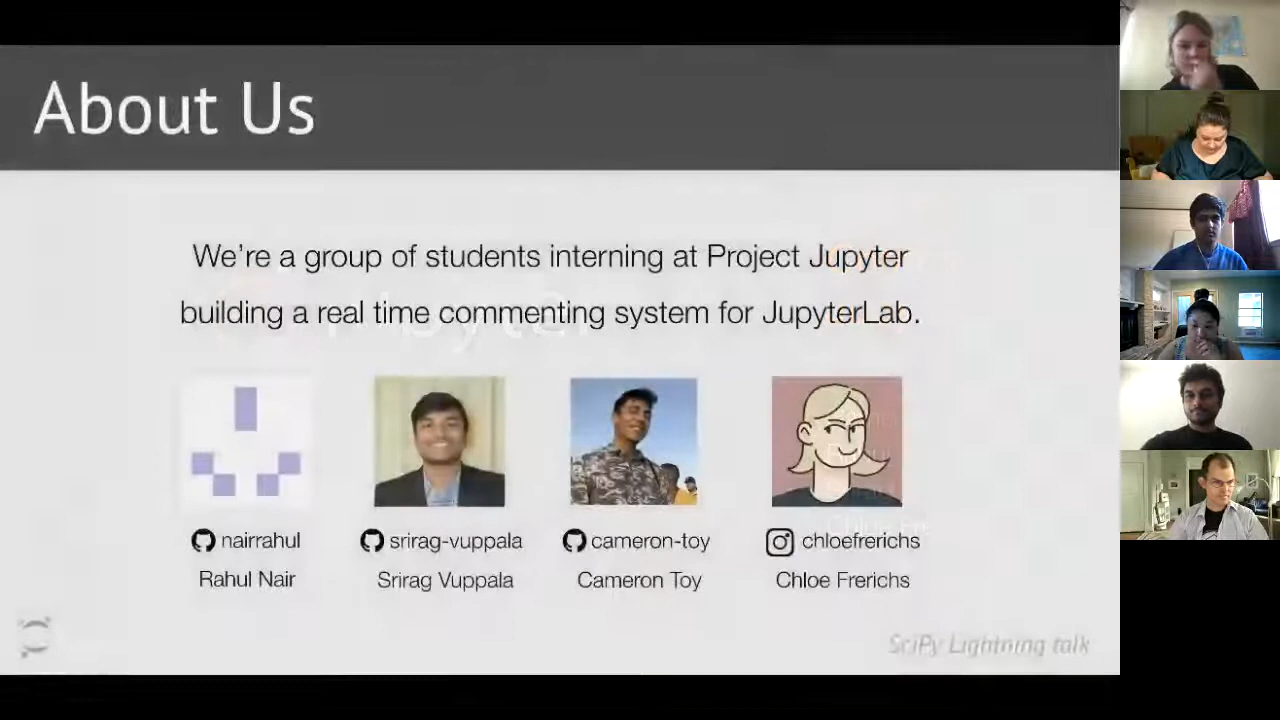 About Us
We're a group of students interning at Project Jupyter
building a real time commenting system for JupyterLab.
nairrahul
srirag-vuppala
cameron-toy
chloefrerichs
Rahul Nair
Srirag Vuppala
Cameron Toy
Chloe Frerichs
SciPy Lightning talk